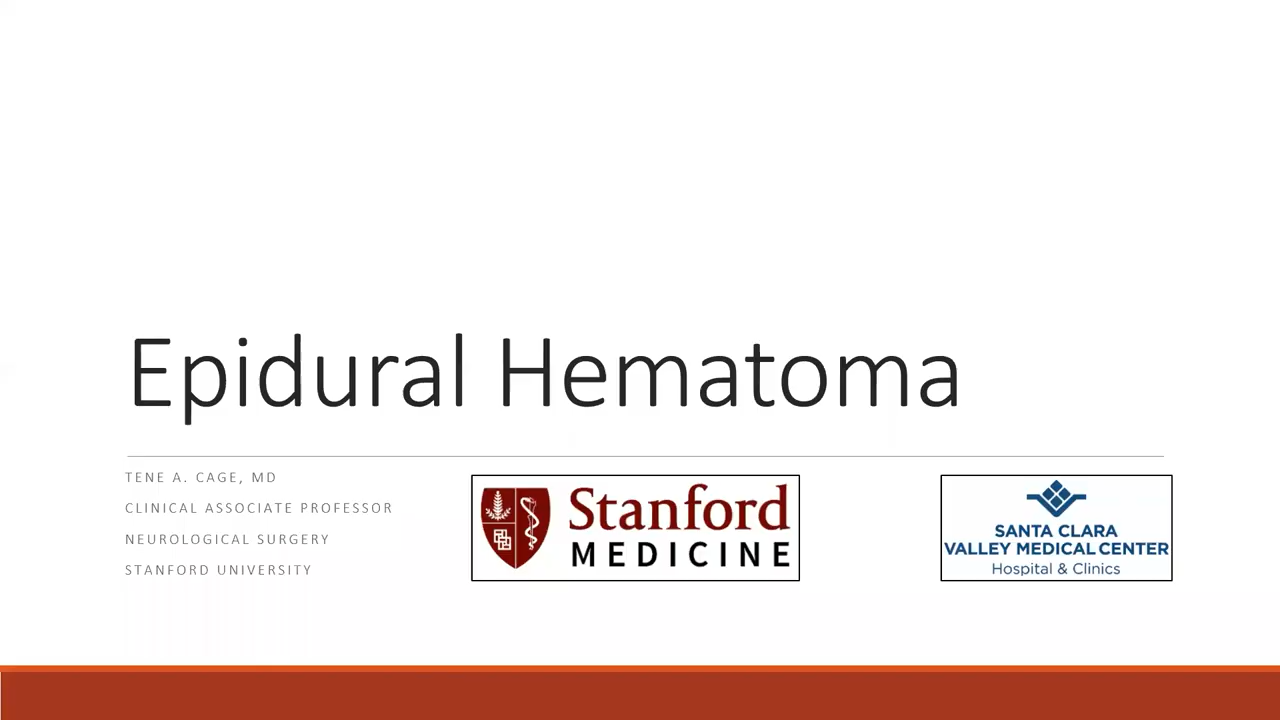 Epidural Hematoma
TENE A. CAGE, MD
CLINICAL ASSOCIATE PROFESSOR
NEUROLOGICAL SURGERY
STANFORD UNIVERSITY
Stanford
MEDICINE
SANTA CLARA
VALLEY MEDICAL CENTER
Hospital & Clinics